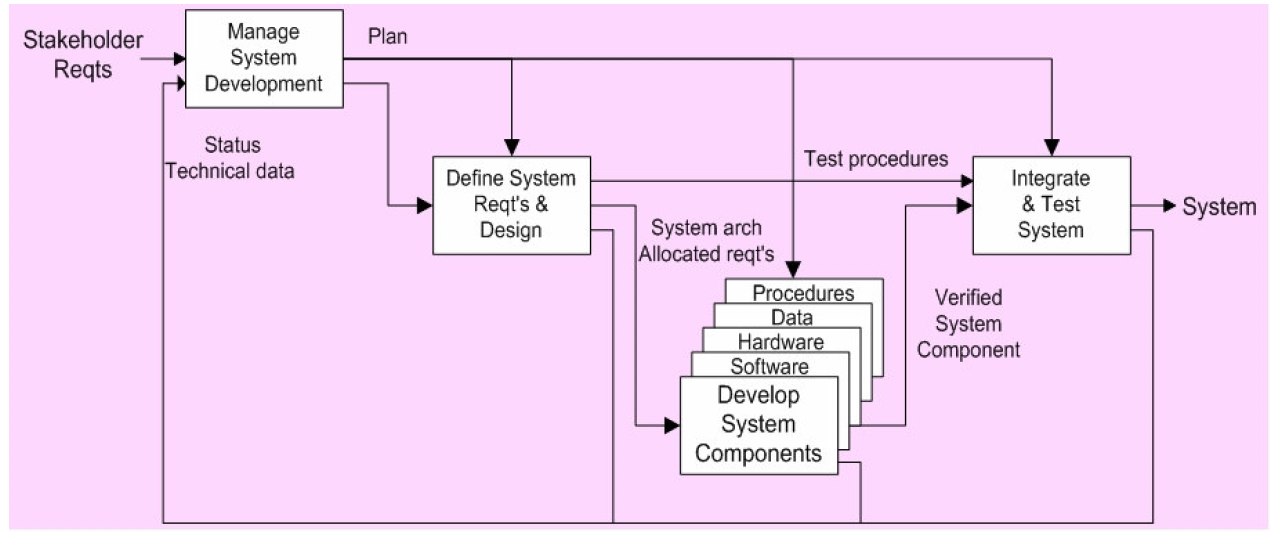 Stakeholder
Reqts
Manage
System
Development
Plan
Status
Technical data
Define System
Reqt's &
Design
Test procedures
Integrate
& Test
System
System
System arch
Allocated reqt's
Procedures
Data
Hardware
Software
Develop
System
Components
Verified
System
Component